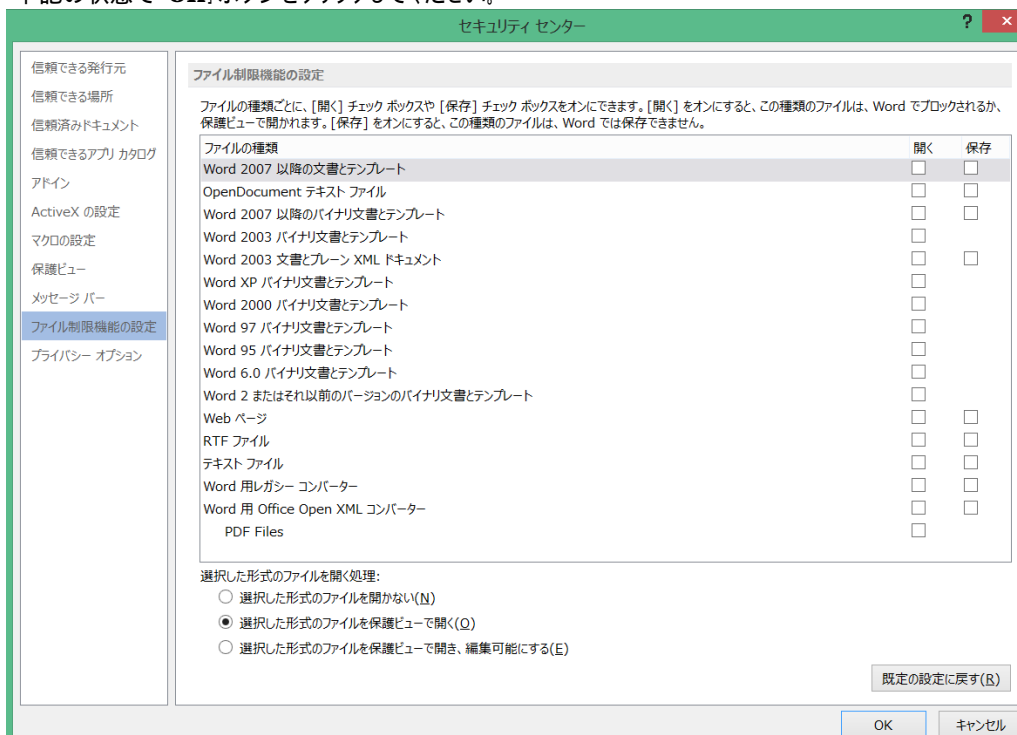 下記の状態で OK]ボタンをクリックしてください。
セキュリティ センター
?
×
信頼できる発行元
信頼できる場所
信頼済みドキュメント
信頼できるアプリ カタログ
アドイン
ActiveX の設定
マクロの設定
保護ビュー
メッセージ バー
ファイル制限機能の設定
プライバシー オプション
ファイル制限機能の設定
ファイルの種類ごとに、[開く] チェック ボックスや [保存] チェック ボックスをオンにできます。[開く] をオンにすると、この種類のファイルは、Word でブロックされるか、
保護ビューで開かれます。[保存] をオンにすると、この種類のファイルは、Word では保存できません。
ファイルの種類 開く 保存
Word 2007 以降の文書とテンプレート
OpenDocument テキスト ファイル
Word 2007 以降のバイナリ文書とテンプレート
Word 2003 バイナリ文書とテンプレート
Word 2003 文書とプレーン XML ドキュメント
Word XP バイナリ文書とテンプレート
Word 2000 バイナリ文書とテンプレート
Word 97 バイナリ文書とテンプレート
Word 95 バイナリ文書とテンプレート
Word 6.0 バイナリ文書とテンプレート
Word 2 またはそれ以前のバージョンのバイナリ文書とテンプレート
Web ページ
RTF ファイル
テキスト ファイル
Word 用レガシー コンバーター
Word 用 Office Open XML コンバーター
PDF Files
選択した形式のファイルを開く処理:
選択した形式のファイルを開かない(N)
選択した形式のファイルを保護ビューで開く(O)
選択した形式のファイルを保護ビューで開き、編集可能にする(E)
既定の設定に戻す(R)
OK キャンセル